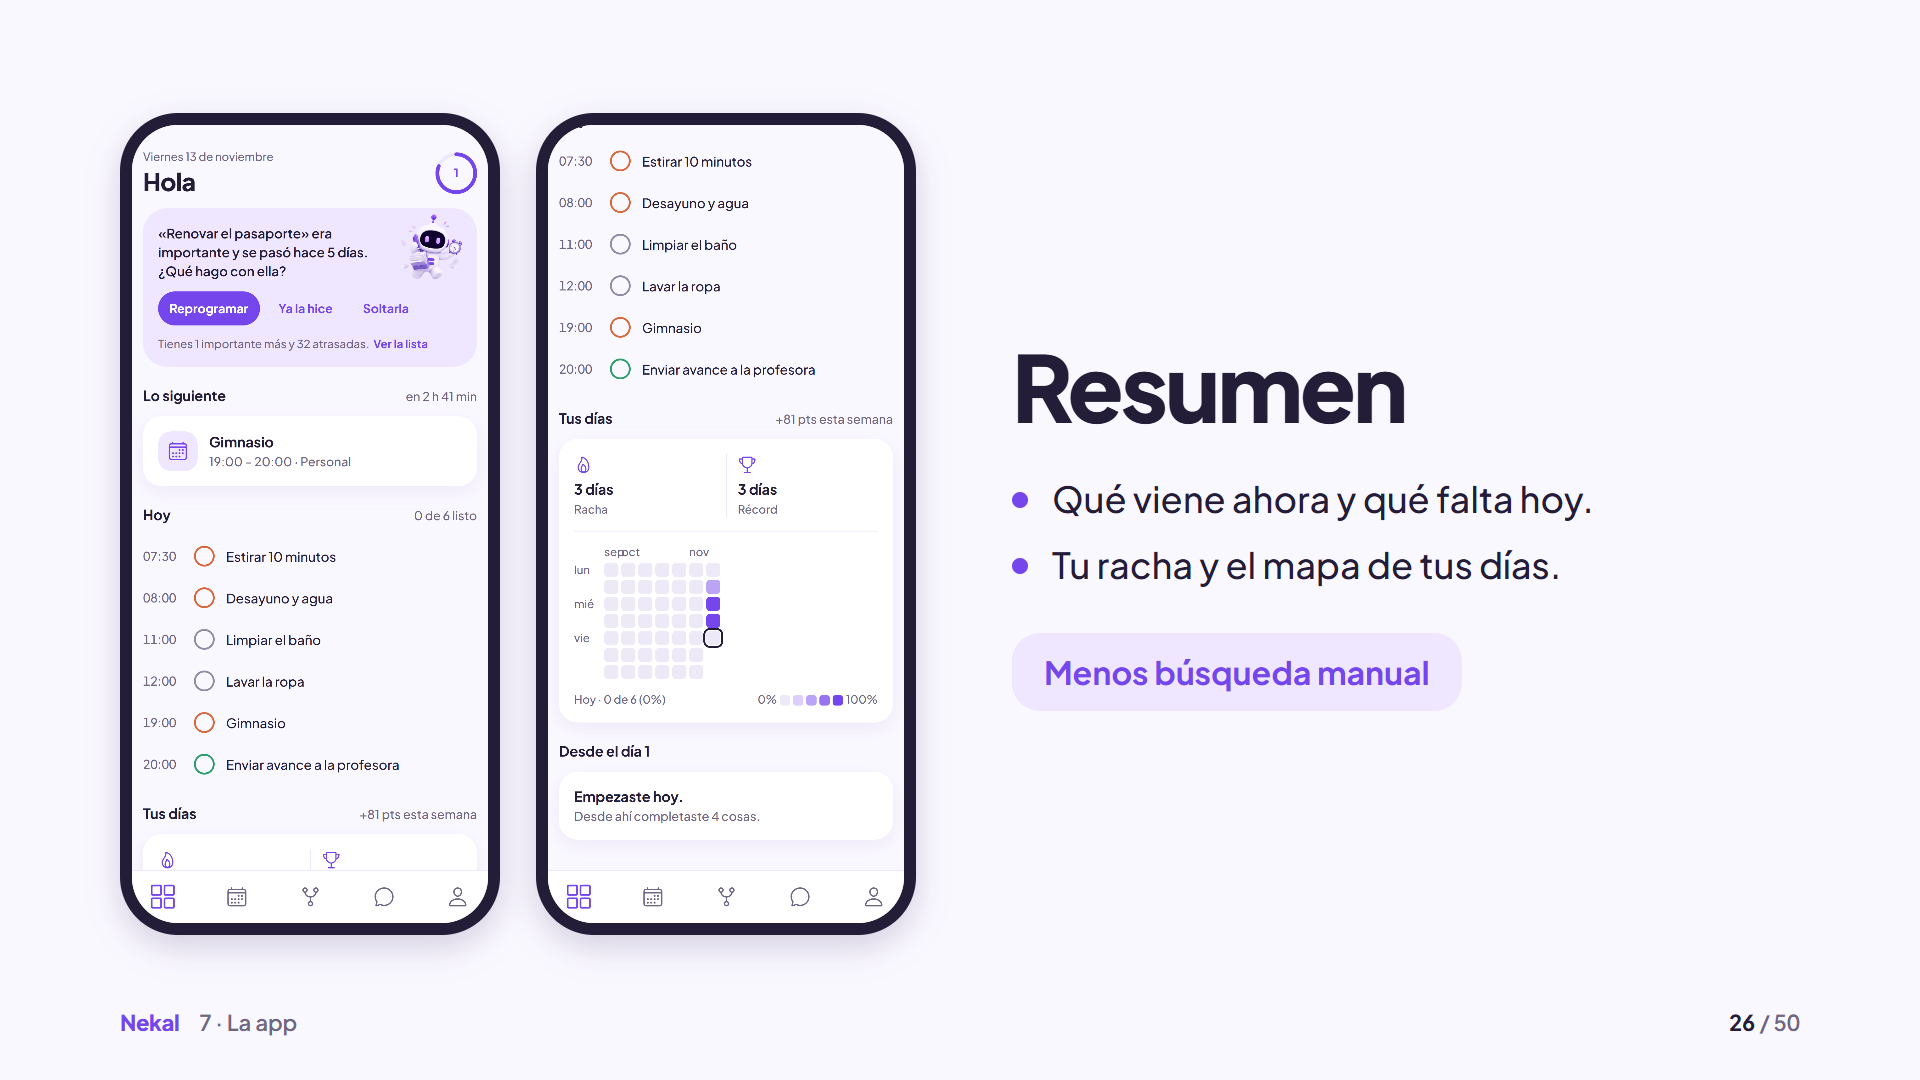 Viernes 13 de noviembre
Hola
1
«Renovar el pasaporte» era
importante y se pasó hace 5 días.
¿Qué hago con ella?
Reprogramar Ya la hice Soltarla
Tienes 1 importante más y 32 atrasadas. Ver la lista
Lo siguiente en 2 h 41 min
Gimnasio
19:00 – 20:00 · Personal
Hoy 0 de 6 listo
07:30 Estirar 10 minutos
08:00 Desayuno y agua
11:00 Limpiar el baño
12:00 Lavar la ropa
19:00 Gimnasio
20:00 Enviar avance a la profesora
Tus días +81 pts esta semana
07:30 Estirar 10 minutos
08:00 Desayuno y agua
11:00 Limpiar el baño
12:00 Lavar la ropa
19:00 Gimnasio
20:00 Enviar avance a la profesora
Tus días +81 pts esta semana
3 días 3 días
Racha Récord
sep oct nov
lun
mié
vie
Hoy · 0 de 6 (0%) 0% 100%
Desde el día 1
Empezaste hoy.
Desde ahí completaste 4 cosas.
Resumen
Qué viene ahora y qué falta hoy.
Tu racha y el mapa de tus días.
Menos búsqueda manual
Nekal 7 · La app
26 / 50